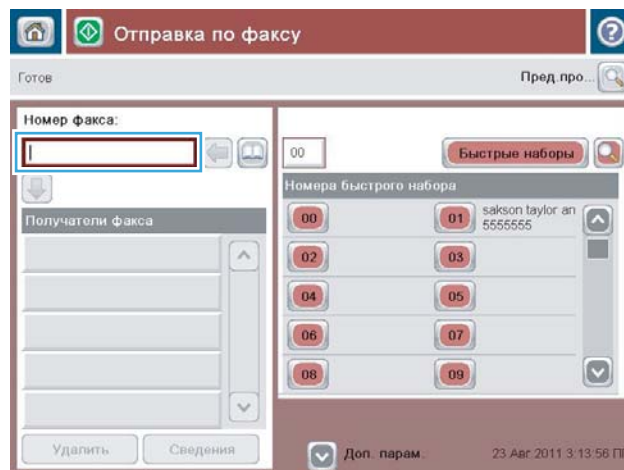 Отправка по факсу
?
Готов
Пред.про...
Номер факса:
00
Быстрые наборы
Номера быстрого набора
Получатели факса
00
01 sakson taylor an
5555555
02
03
04
05
06
07
08
09
Удалить
Сведения
Доп. парам.
23 Авг 2011 3:13:56 П